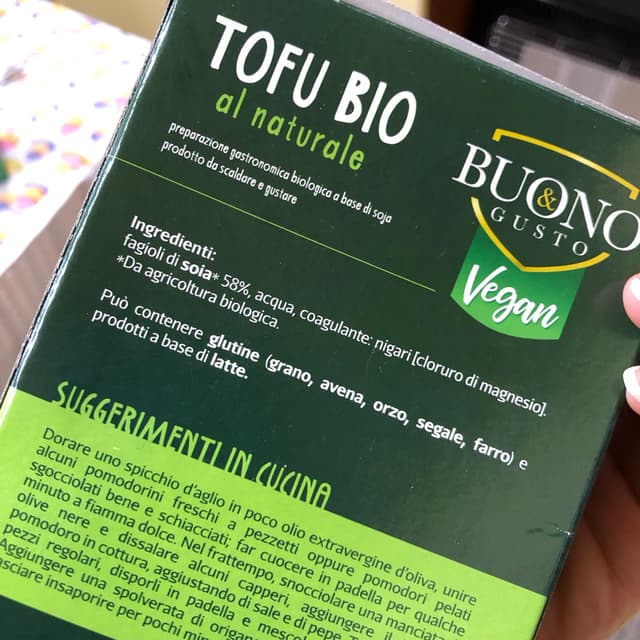 TOFU BIO
al naturale
preparazione gastronomica biologica a base di soja
prodotto da scaldare e gustare
BUONO
&
GUSTO
Vegan
Ingredienti:
fagioli di soia* 58%, acqua, coagulante: nigari [cloruro di magnesio].
*Da agricoltura biologica.
Può contenere glutine (grano, avena, orzo, segale, farro) e
prodotti a base di latte.
SUGGERIMENTI IN CUCINA
Dorare uno spicchio d'aglio in poco olio extravergine d'oliva, unire
alcuni pomodorini freschi a pezzetti oppure pomodori pelati
sgocciolati bene e schiacciati, far cuocere in padella per qualche
minuto a fiamma dolce. Nel frattempo, snocciolare una manciata
olive nere e dissalare alcuni capperi, aggiungere il
pomodoro in cottura, aggiustando di sale e di pepe
pezzi regolari, disporli in padella e
Aggiungere una spolverata di
insaporire per pochi